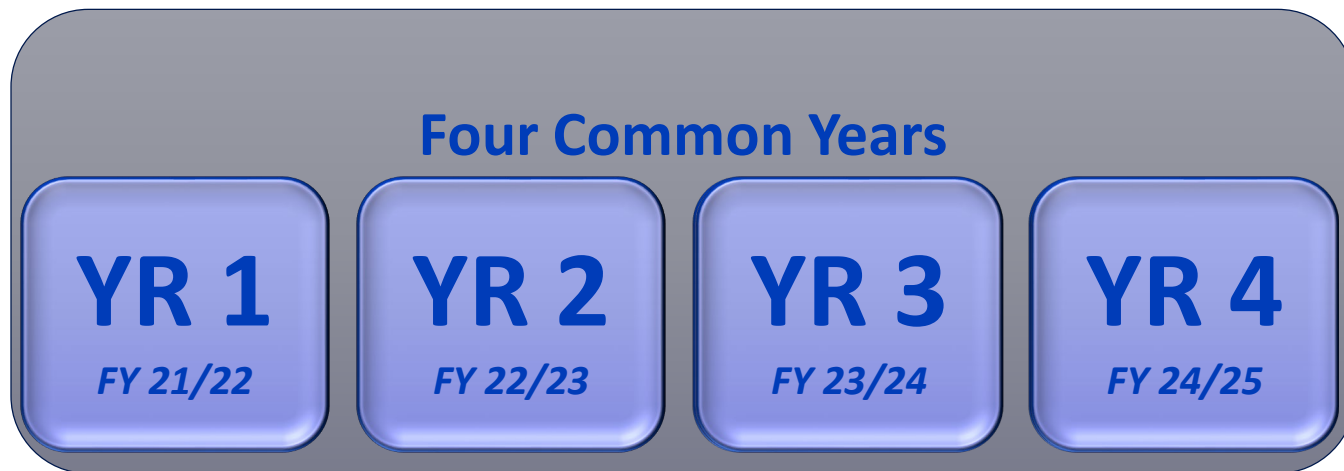 Four Common Years
YR 1
FY 21/22
YR 2
FY 22/23
YR 3
FY 23/24
YR 4
FY 24/25